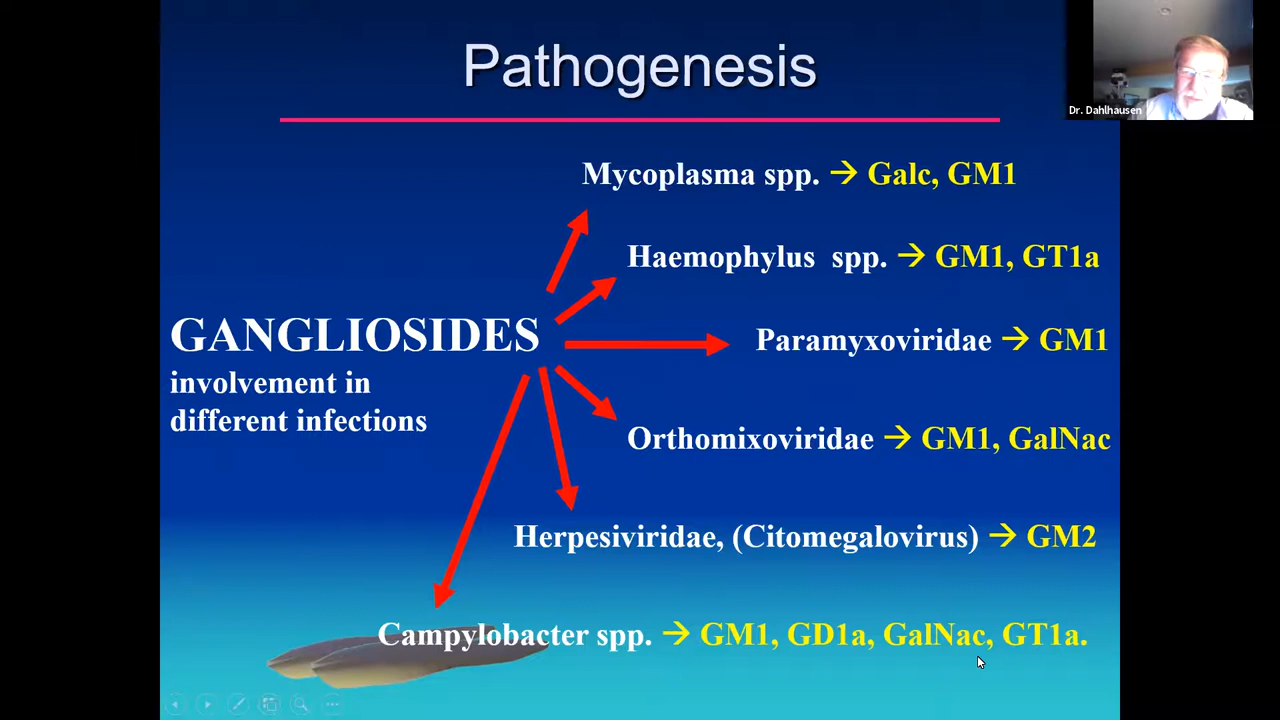 Pathogenesis
Dr. Dahlhausen
Mycoplasma spp. → Galc, GM1
Haemophylus spp. → GM1, GT1a
GANGLIOSIDES
involvement in
different infections
Paramyxoviridae → GM1
Orthomixoviridae → GM1, GalNac
Herpesiviridae, (Citomegalovirus) → GM2
Campylobacter spp. → GM1, GD1a, GalNac, GT1a.